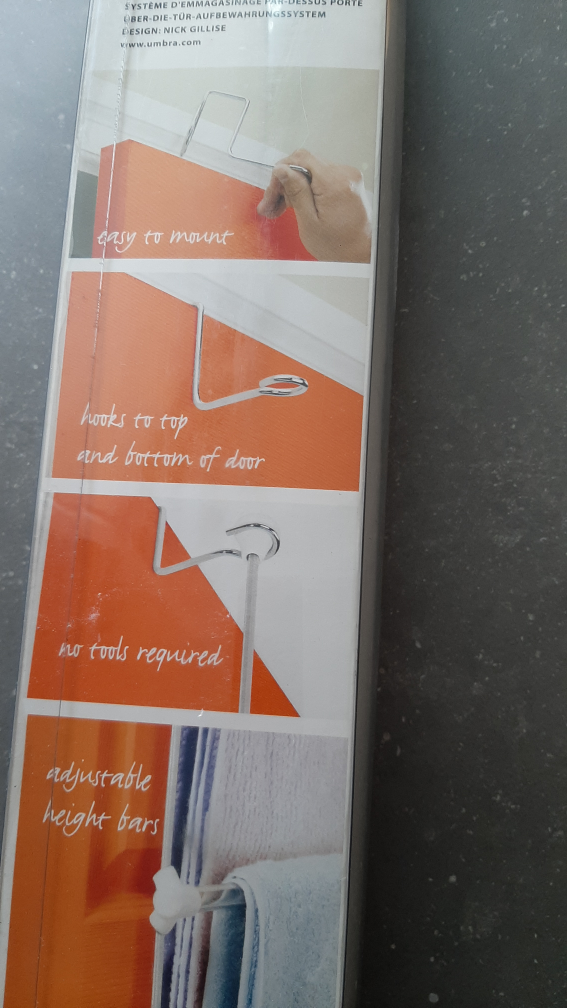 SYSTÈME D'EMMAGASINAGE PAR-DESSUS PORTE
ÜBER-DIE-TÜR-AUFBEWAHRUNGSSYSTEM
DESIGN: NICK GILLISE
www.umbra.com
easy to mount
hooks to top
and bottom of door
no tools required
adjustable
height bars